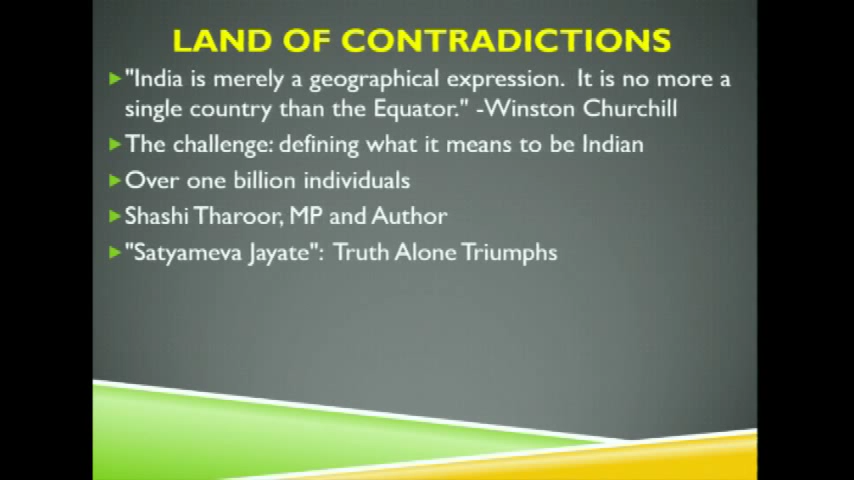 LAND OF CONTRADICTIONS
"India is merely a geographical expression.  It is no more a
single country than the Equator." -Winston Churchill
The challenge: defining what it means to be Indian
Over one billion individuals
Shashi Tharoor, MP and Author
"Satyameva Jayate":  Truth Alone Triumphs